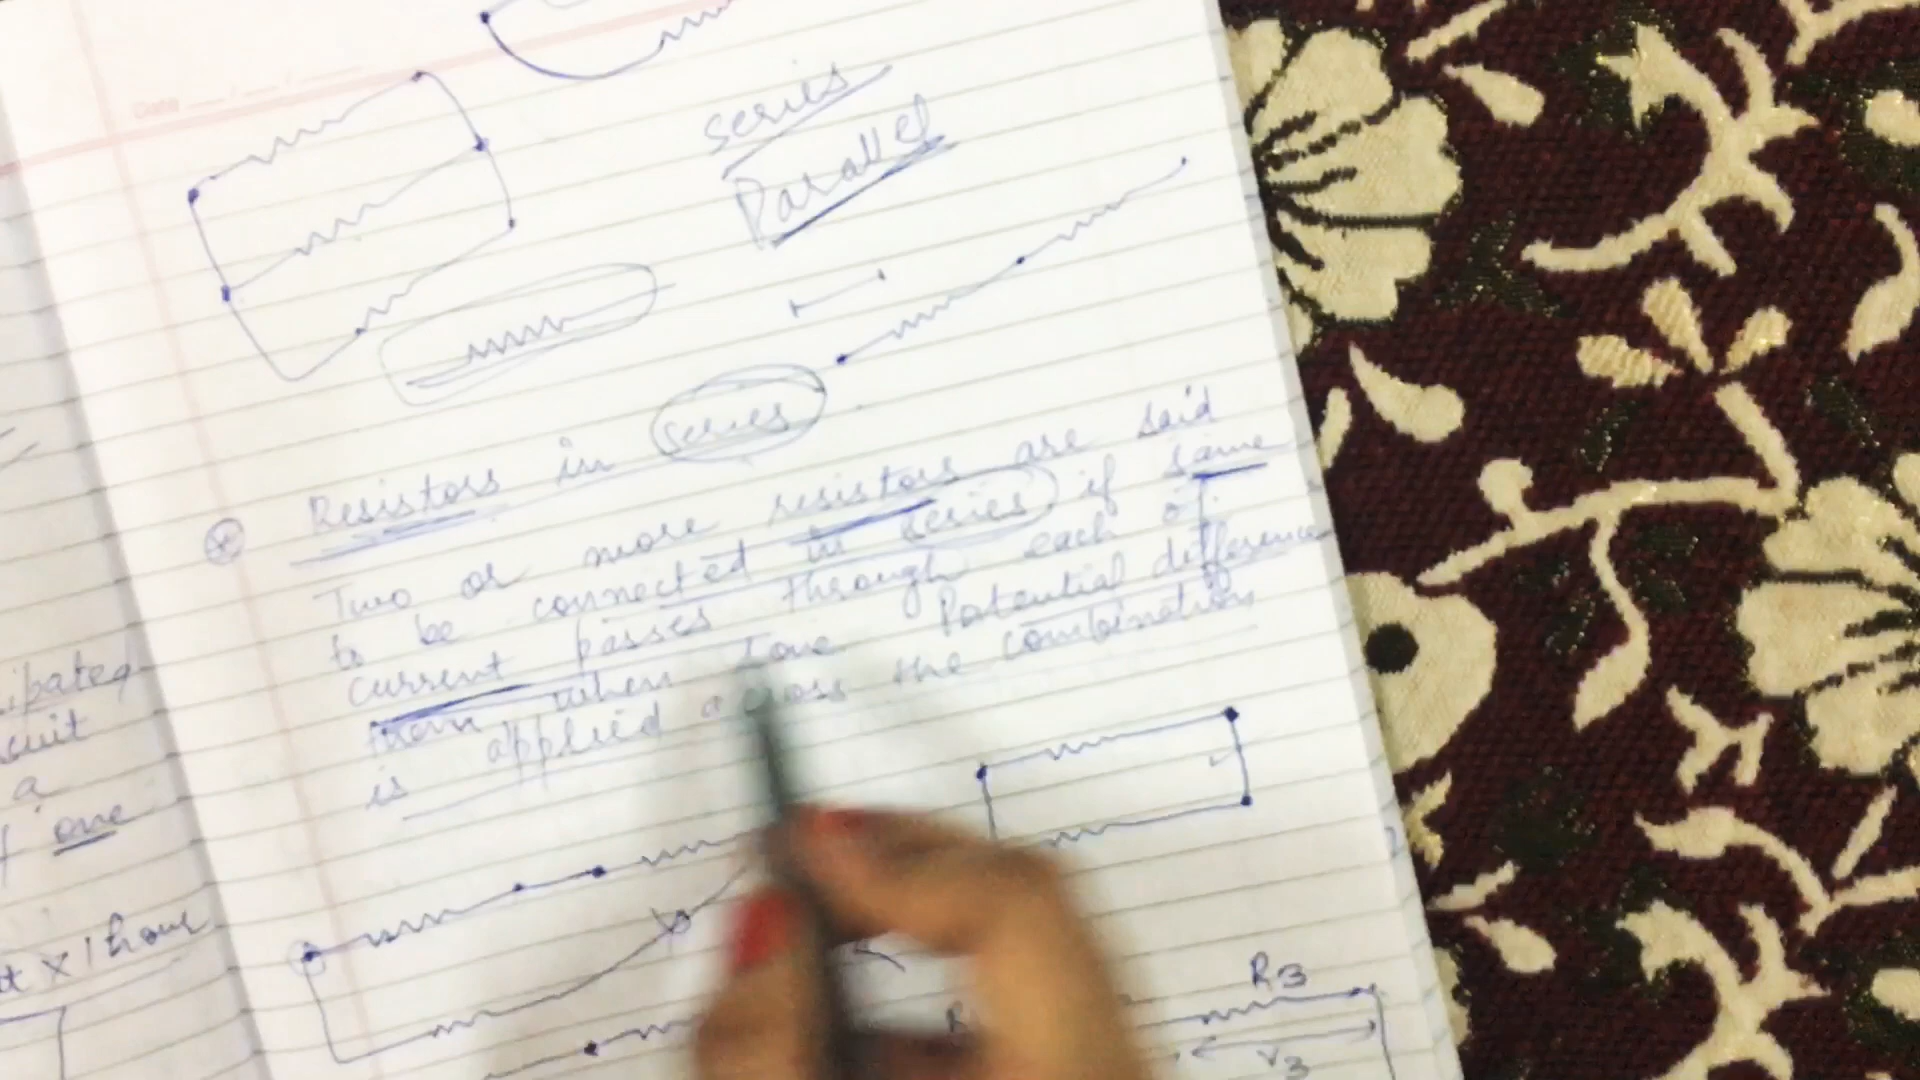 series
Parallel
Resistors in series
Two or more resistors are said
to be connected in series if same
current passes through each of
them when some Potential difference
is applied across the combination
R3
V3
R
ipated
cuit
a
one
x 1 hour